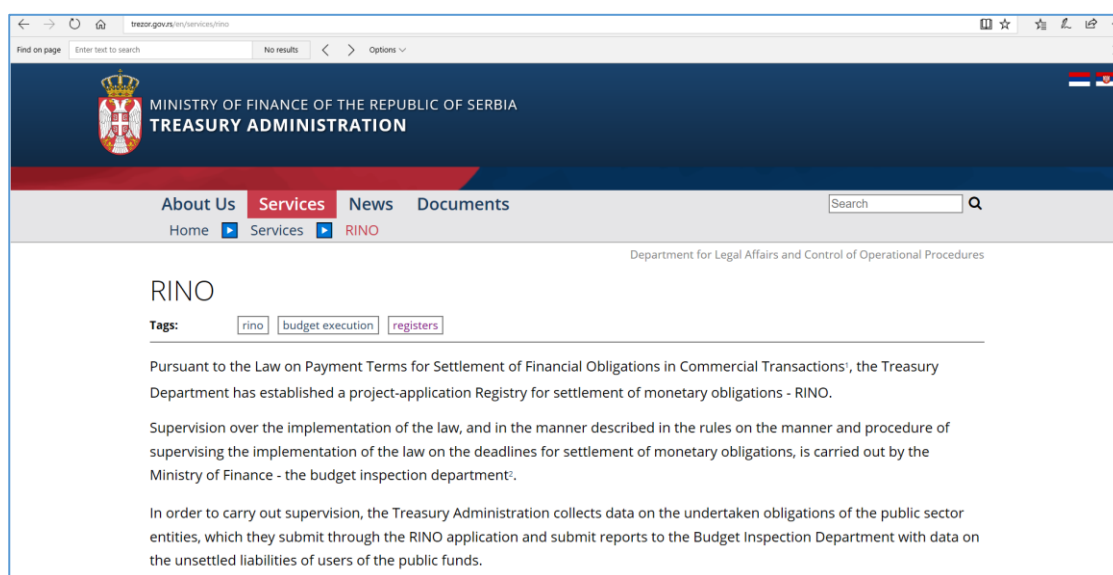 trezor.gov.rs/en/services/rino
Find on page Enter text to search No results Options
MINISTRY OF FINANCE OF THE REPUBLIC OF SERBIA
TREASURY ADMINISTRATION
About Us Services News Documents Search
Home Services RINO
Department for Legal Affairs and Control of Operational Procedures
RINO
Tags: rino budget execution registers
Pursuant to the Law on Payment Terms for Settlement of Financial Obligations in Commercial Transactions¹, the Treasury
Department has established a project-application Registry for settlement of monetary obligations - RINO.
Supervision over the implementation of the law, and in the manner described in the rules on the manner and procedure of
supervising the implementation of the law on the deadlines for settlement of monetary obligations, is carried out by the
Ministry of Finance - the budget inspection department².
In order to carry out supervision, the Treasury Administration collects data on the undertaken obligations of the public sector
entities, which they submit through the RINO application and submit reports to the Budget Inspection Department with data on
the unsettled liabilities of users of the public funds.